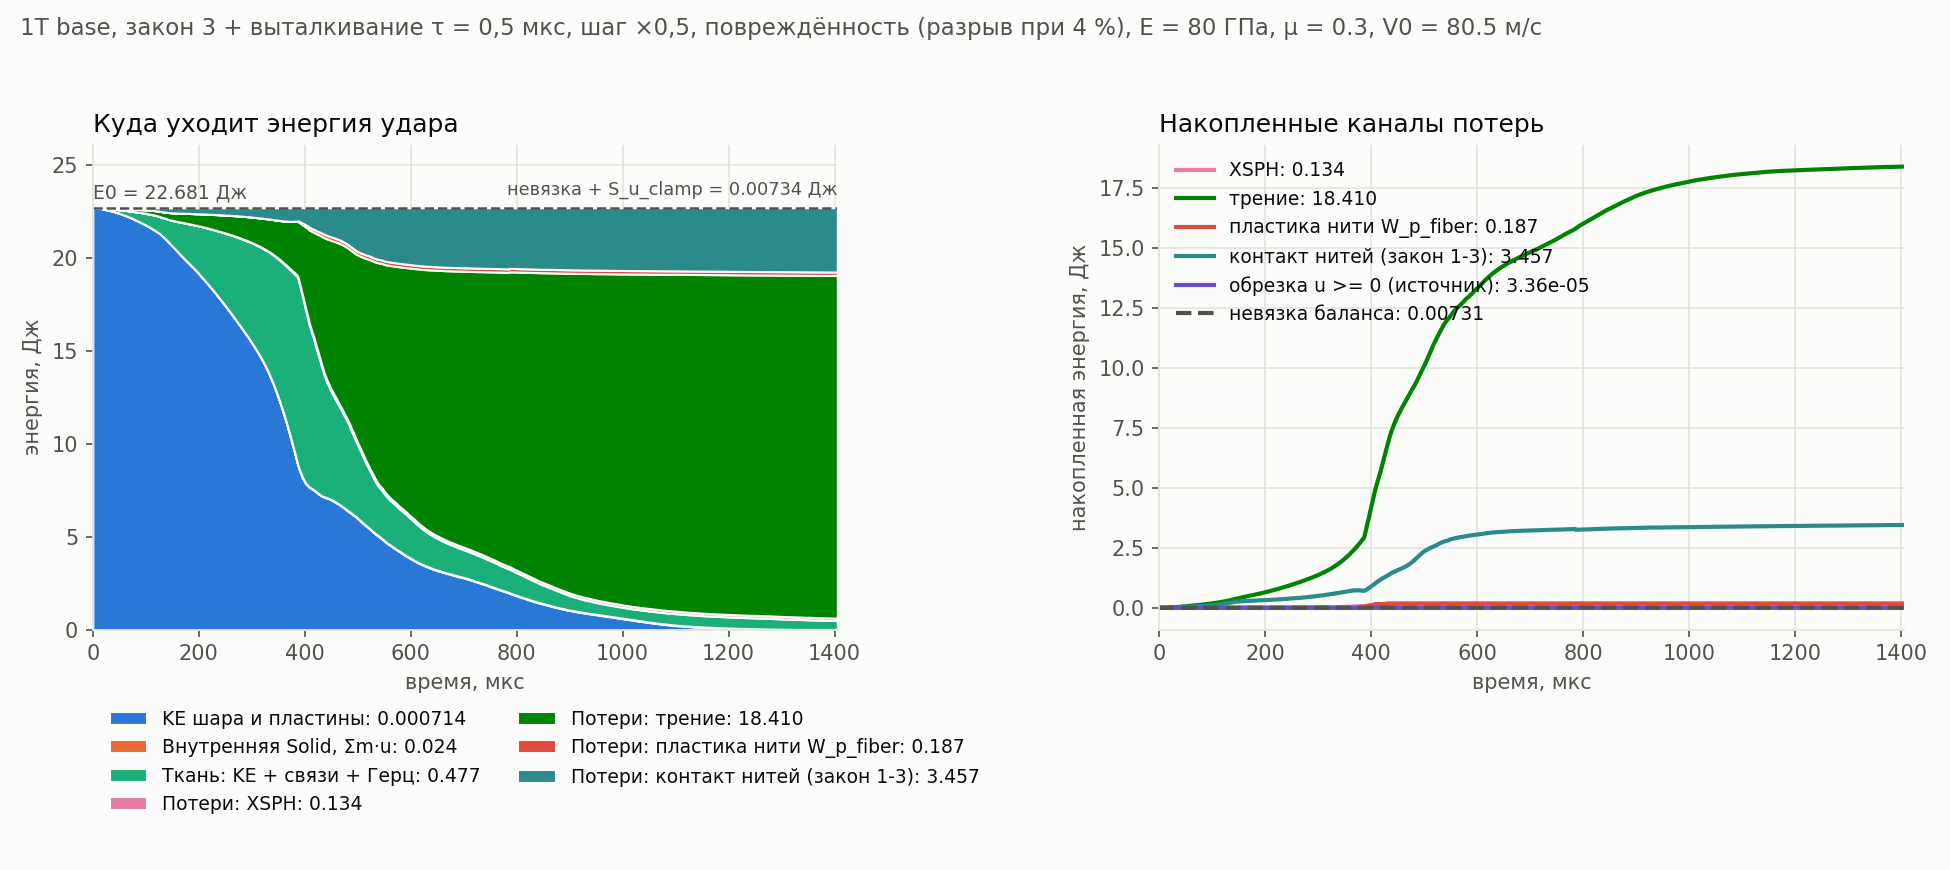 1T base, закон 3 + выталкивание τ = 0,5 мкс, шаг ×0,5, повреждённость (разрыв при 4 %), E = 80 ГПа, μ = 0.3, V0 = 80.5 м/с
Куда уходит энергия удара
E0 = 22.681 Дж
невязка + S_u_clamp = 0.00734 Дж
энергия, Дж
25
20
15
10
5
0
0 200 400 600 800 1000 1200 1400
время, мкс
KE шара и пластины: 0.000714
Внутренняя Solid, Σm·u: 0.024
Ткань: KE + связи + Герц: 0.477
Потери: XSPH: 0.134
Потери: трение: 18.410
Потери: пластика нити W_p_fiber: 0.187
Потери: контакт нитей (закон 1-3): 3.457
Накопленные каналы потерь
XSPH: 0.134
трение: 18.410
пластика нити W_p_fiber: 0.187
контакт нитей (закон 1-3): 3.457
обрезка u >= 0 (источник): 3.36e-05
невязка баланса: 0.00731
накопленная энергия, Дж
17.5
15.0
12.5
10.0
7.5
5.0
2.5
0.0
0 200 400 600 800 1000 1200 1400
время, мкс